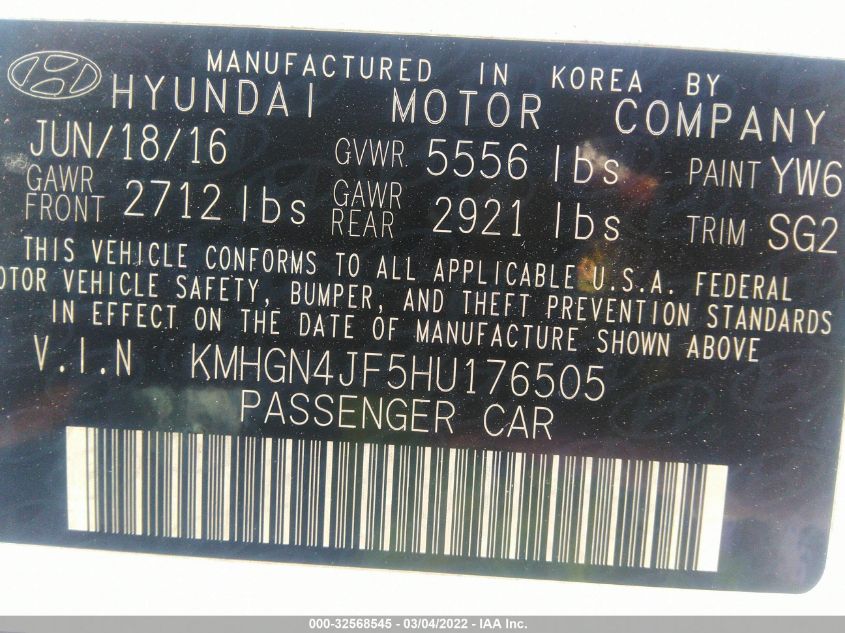 MANUFACTURED IN KOREA BY
HYUNDAI MOTOR COMPANY
JUN/18/16 GVWR 5556 lbs PAINT YW6
GAWR FRONT 2712 lbs GAWR REAR 2921 lbs TRIM SG2
THIS VEHICLE CONFORMS TO ALL APPLICABLE U.S.A. FEDERAL
OTOR VEHICLE SAFETY, BUMPER, AND THEFT PREVENTION STANDARDS
IN EFFECT ON THE DATE OF MANUFACTURE SHOWN ABOVE
V.I.N KMHGN4JF5HU176505
PASSENGER CAR
000-32568545 - 03/04/2022 - IAA Inc.